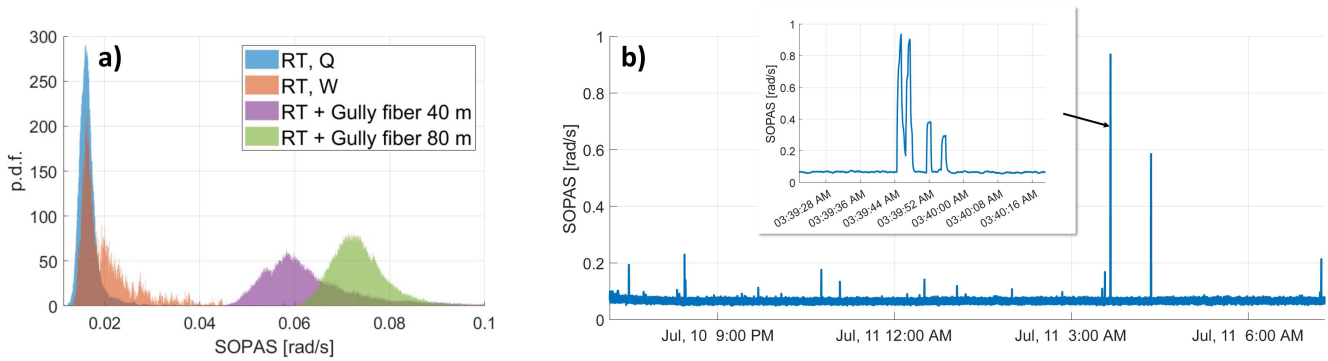 a)
300
250
200
150
100
50
0
p.d.f.
RT, Q
RT, W
RT + Gully fiber 40 m
RT + Gully fiber 80 m
0.02 0.04 0.06 0.08 0.1
SOPAS [rad/s]
b)
1
0.8
0.6
0.4
0.2
0
SOPAS [rad/s]
Jul, 10 9:00 PM Jul, 11 12:00 AM Jul, 11 3:00 AM Jul, 11 6:00 AM
1
0.8
0.6
0.4
0.2
0
SOPAS [rad/s]
03:39:28 AM 03:39:36 AM 03:39:44 AM 03:39:52 AM 03:40:00 AM 03:40:08 AM 03:40:16 AM